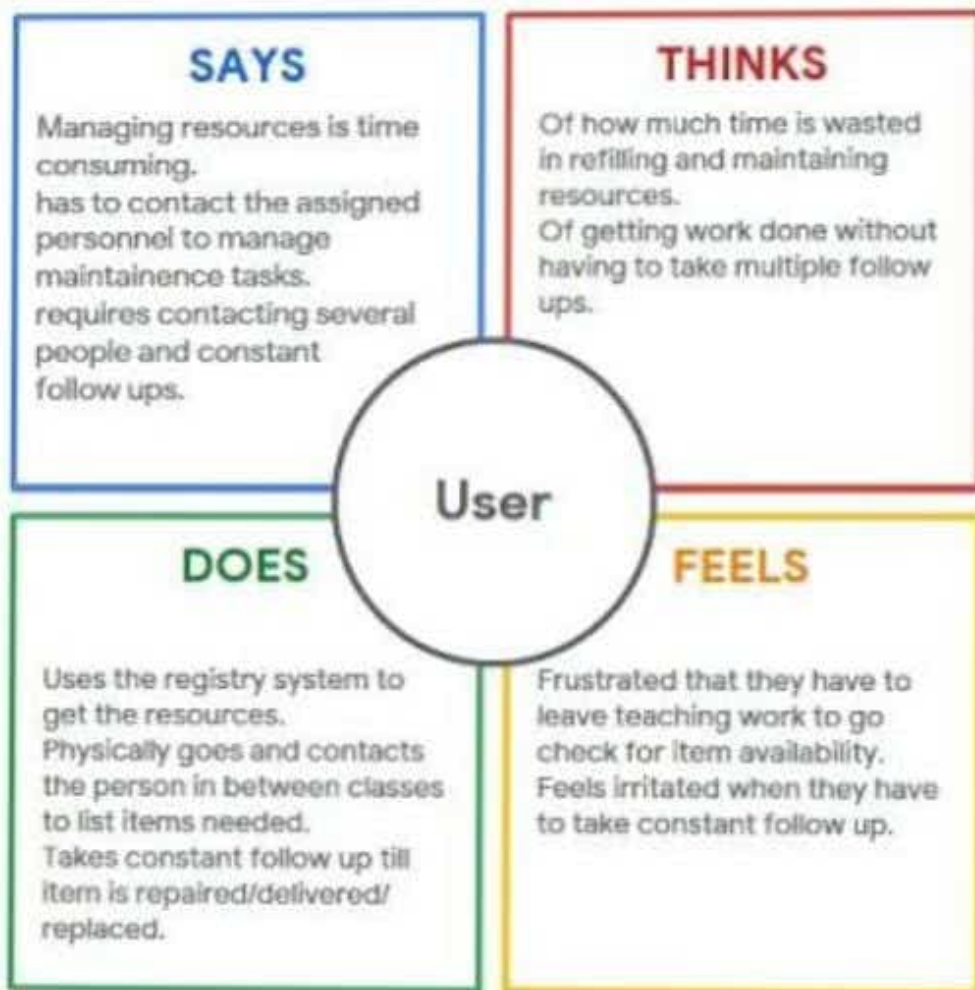 SAYS
Managing resources is time
consuming.
has to contact the assigned
personnel to manage
maintainence tasks.
requires contacting several
people and constant
follow ups.
THINKS
Of how much time is wasted
in refilling and maintaining
resources.
Of getting work done without
having to take multiple follow
ups.
User
DOES
Uses the registry system to
get the resources.
Physically goes and contacts
the person in between classes
to list items needed.
Takes constant follow up till
item is repaired/delivered/
replaced.
FEELS
Frustrated that they have to
leave teaching work to go
check for item availability.
Feels irritated when they have
to take constant follow up.